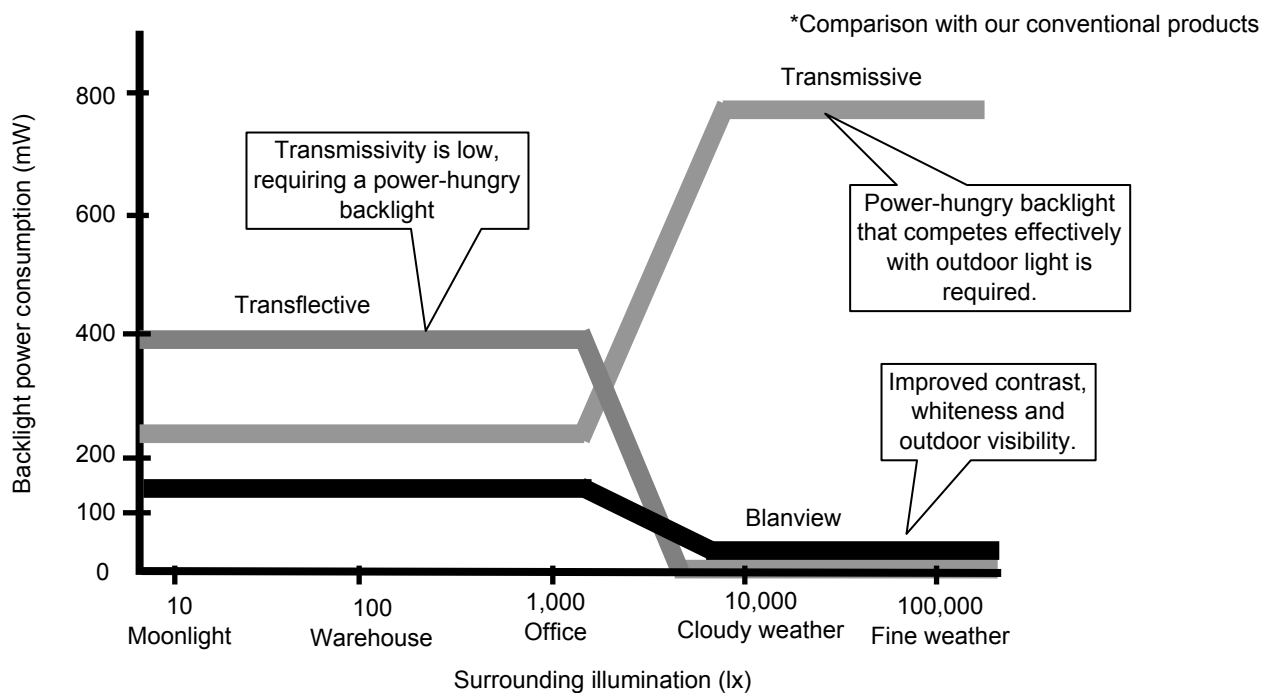 *Comparison with our conventional products
Backlight power consumption (mW)
800
600
400
200
100
0
Transmissive
Transmissivity is low,
requiring a power-hungry
backlight
Power-hungry backlight
that competes effectively
with outdoor light is
required.
Transflective
Improved contrast,
whiteness and
outdoor visibility.
Blanview
10
Moonlight
100
Warehouse
1,000
Office
10,000
Cloudy weather
100,000
Fine weather
Surrounding illumination (lx)